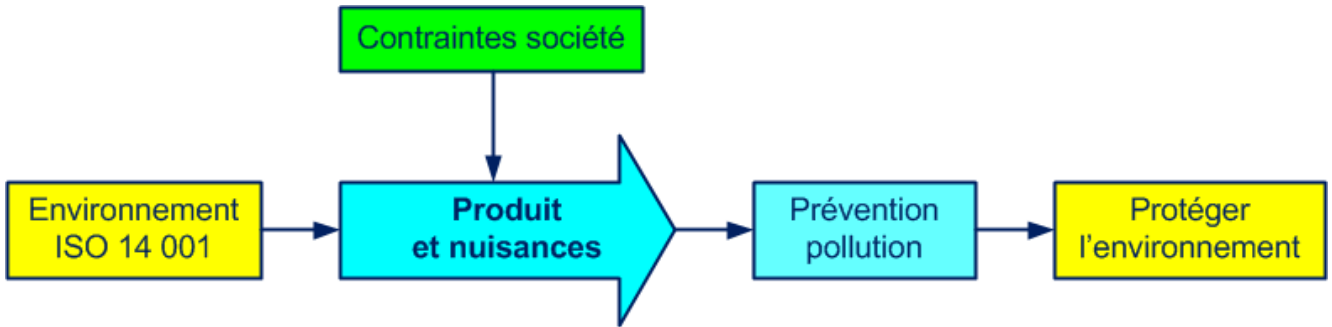 Contraintes société
Environnement
ISO 14 001
Produit
et nuisances
Prévention
pollution
Protéger
l'environnement